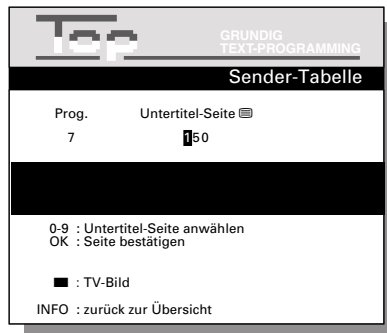 Top
GRUNDIG
TEXT-PROGRAMMING
Sender-Tabelle
Prog. Untertitel-Seite
7 150
0-9 : Untertitel-Seite anwählen
OK : Seite bestätigen
: TV-Bild
INFO : zurück zur Übersicht